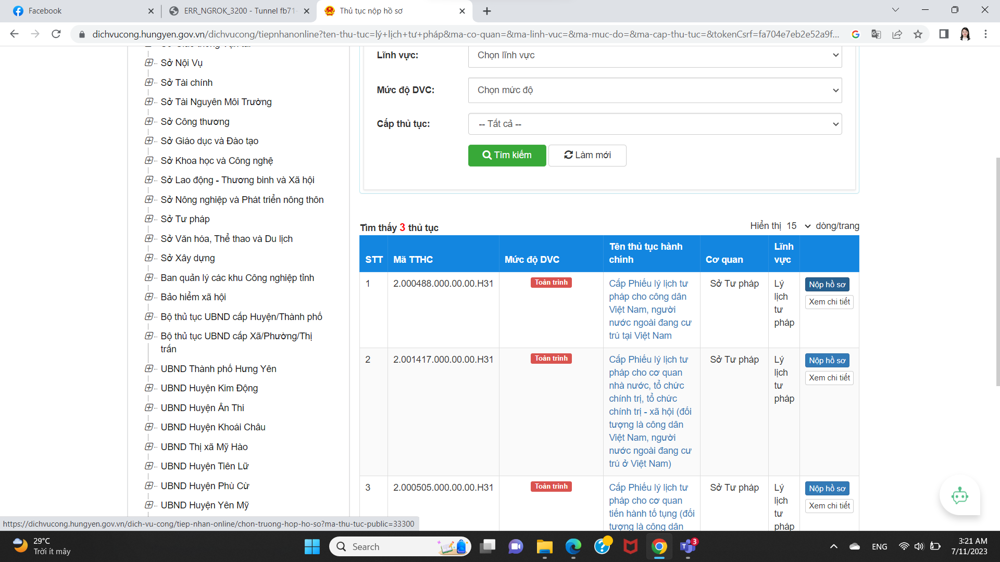 Facebook
ERR_NGROK_3200 - Tunnel fb71-
Thủ tục nộp hồ sơ
dichvucong.hungyen.gov.vn/dichvucong/tiepnhanonline?ten-thu-tuc=lý+lịch+tư+pháp&ma-co-quan=&ma-linh-vuc=&ma-muc-do=&ma-cap-thu-tuc=&tokenCsrf=fa704e7eb2e52a9f...
Sở Nội Vụ
Sở Tài chính
Sở Tài Nguyên Môi Trường
Sở Công thương
Sở Giáo dục và Đào tạo
Sở Khoa học và Công nghệ
Sở Lao động - Thương binh và Xã hội
Sở Nông nghiệp và Phát triển nông thôn
Sở Tư pháp
Sở Văn hóa, Thể thao và Du lịch
Sở Xây dựng
Ban quản lý các khu Công nghiệp tỉnh
Bảo hiểm xã hội
Bộ thủ tục UBND cấp Huyện/Thành phố
Bộ thủ tục UBND cấp Xã/Phường/Thị
trấn
UBND Thành phố Hưng Yên
UBND Huyện Kim Động
UBND Huyện Ân Thi
UBND Huyện Khoái Châu
UBND Thị xã Mỹ Hào
UBND Huyện Tiên Lữ
UBND Huyện Phù Cừ
UBND Huyện Yên Mỹ
Lĩnh vực:
Chọn lĩnh vực
Mức độ DVC:
Chọn mức độ
Cấp thủ tục:
-- Tất cả --
Tìm kiếm
Làm mới
Tìm thấy 3 thủ tục
Hiển thị 15 dòng/trang
STT
Mã TTHC
Mức độ DVC
Tên thủ tục hành
chính
Cơ quan
Lĩnh
vực
1
2.000488.000.00.00.H31
Toàn trình
Cấp Phiếu lý lịch tư
pháp cho công dân
Việt Nam, người
nước ngoài đang cư
trú tại Việt Nam
Sở Tư pháp
Lý
lịch
tư
pháp
Nộp hồ sơ
Xem chi tiết
2
2.001417.000.00.00.H31
Toàn trình
Cấp Phiếu lý lịch tư
pháp cho cơ quan
nhà nước, tổ chức
chính trị, tổ chức
chính trị - xã hội (đối
tượng là công dân
Việt Nam, người
nước ngoài đang cư
trú ở Việt Nam)
Sở Tư pháp
Lý
lịch
tư
pháp
Nộp hồ sơ
Xem chi tiết
3
2.000505.000.00.00.H31
Toàn trình
Cấp Phiếu lý lịch tư
pháp cho cơ quan
tiến hành tố tụng (đối
tượng là công dân
Sở Tư pháp
Lý
lịch
tư
pháp
Nộp hồ sơ
Xem chi tiết
https://dichvucong.hungyen.gov.vn/dich-vu-cong/tiep-nhan-online/chon-truong-hop-ho-so?ma-thu-tuc-public=33300
29°C
Trời ít mây
Search
3
ENG
3:21 AM
7/11/2023